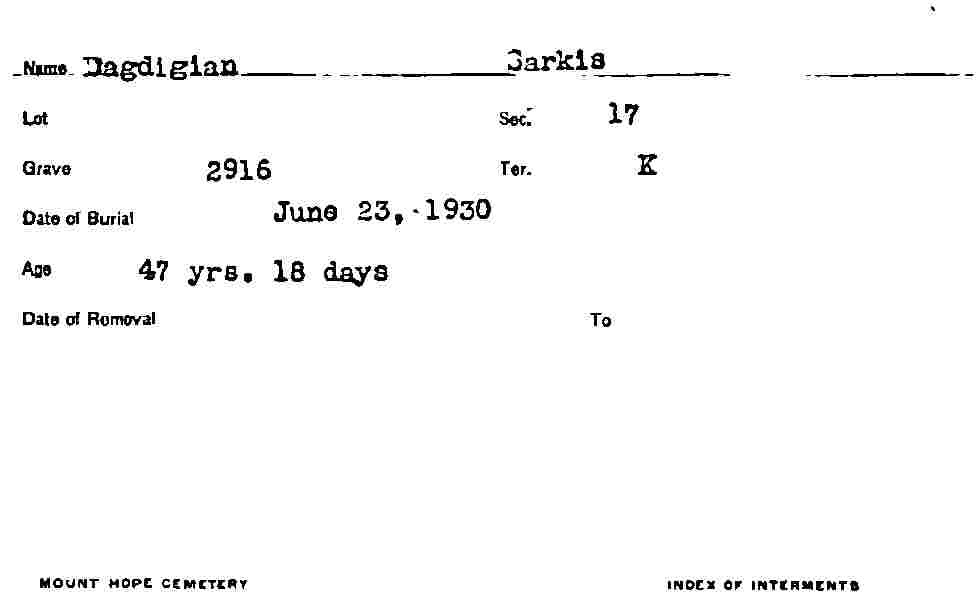 Name Dagdigian Sarkis
Lot Sec. 17
Grave 2916 Ter. K
Date of Burial June 23, 1930
Age 47 yrs. 18 days
Date of Removal To
MOUNT HOPE CEMETERY INDEX OF INTERMENTS